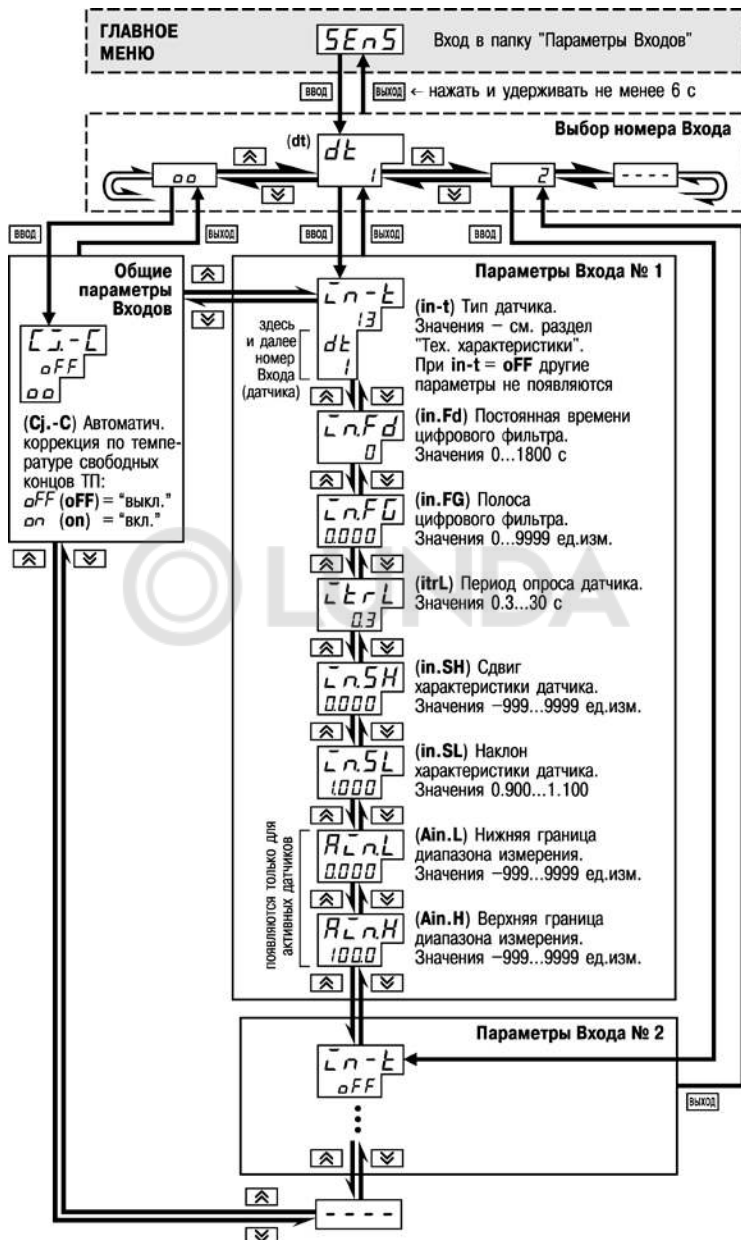 ГЛАВНОЕ
МЕНЮ
SEnS
Вход в папку "Параметры Входов"
ВВОД
ВЫХОД
← нажать и удерживать не менее 6 с
Выбор номера Входа
(dt)
dt
1
oo
2
----
ВВОД
ВЫХОД
ВВОД
ВЫХОД
ВВОД
Общие
параметры
Входов
Cj.-C
oFF
oo
(Cj.-C) Автоматич.
коррекция по темпе-
ратуре свободных
концов ТП:
oFF (oFF) = "выкл."
on (on) = "вкл."
Параметры Входа № 1
in-t
13
dt
1
здесь
и далее
номер
Входа
(датчика)
(in-t) Тип датчика.
Значения – см. раздел
"Тех. характеристики".
При in-t = oFF другие
параметры не появляются
in.Fd
0
(in.Fd) Постоянная времени
цифрового фильтра.
Значения 0...1800 с
in.FG
0.000
(in.FG) Полоса
цифрового фильтра.
Значения 0...9999 ед.изм.
itrL
0.3
(itrL) Период опроса датчика.
Значения 0.3...30 с
in.SH
0.000
(in.SH) Сдвиг
характеристики датчика.
Значения −999...9999 ед.изм.
in.SL
1.000
(in.SL) Наклон
характеристики датчика.
Значения 0.900...1.100
появляются только для
активных датчиков
Ain.L
0.000
(Ain.L) Нижняя граница
диапазона измерения.
Значения −999...9999 ед.изм.
Ain.H
100.0
(Ain.H) Верхняя граница
диапазона измерения.
Значения −999...9999 ед.изм.
Параметры Входа № 2
in-t
oFF
ВЫХОД
----
LUNDA